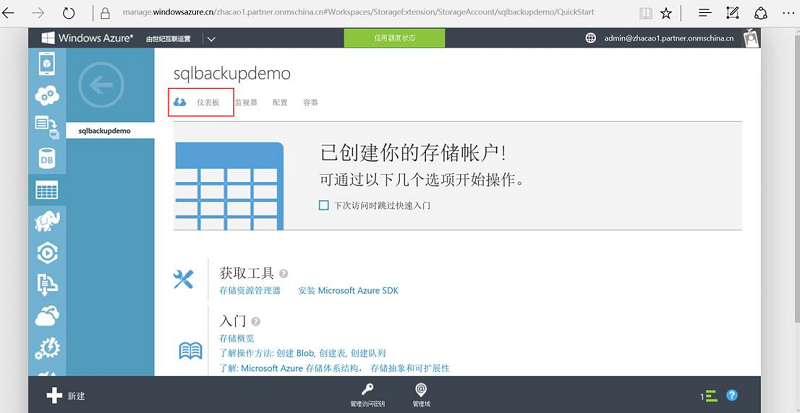 manage.windowsazure.cn/zhacao1.partner.onmschina.cn#Workspaces/StorageExtension/StorageAccount/sqlbackupdemo/QuickStart
Windows Azure® 由世纪互联运营 信用额度状态 admin@zhacao1.partner.onmschina.cn
sqlbackupdemo
仪表板 监视器 配置 容器
sqlbackupdemo
DB
已创建你的存储帐户!
可通过以下几个选项开始操作。
下次访问时跳过快速入门
获取工具 ?
存储资源管理器 安装 Microsoft Azure SDK
入门 ?
存储概览
了解操作方法: 创建 Blob, 创建表, 创建队列
了解: Microsoft Azure 存储体系结构, 存储抽象和可扩展性
新建 管理访问密钥 管理域 1 ?